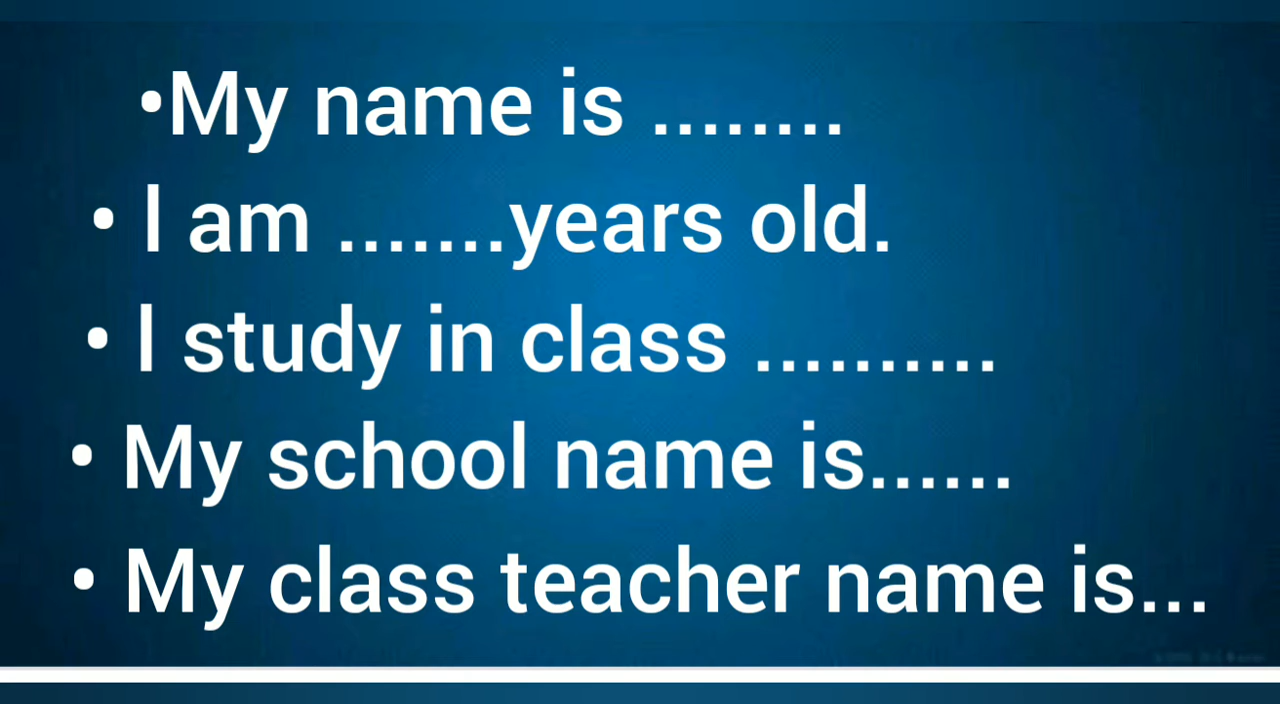 •My name is ........
• I am .......years old.
• I study in class ..........
• My school name is......
• My class teacher name is...